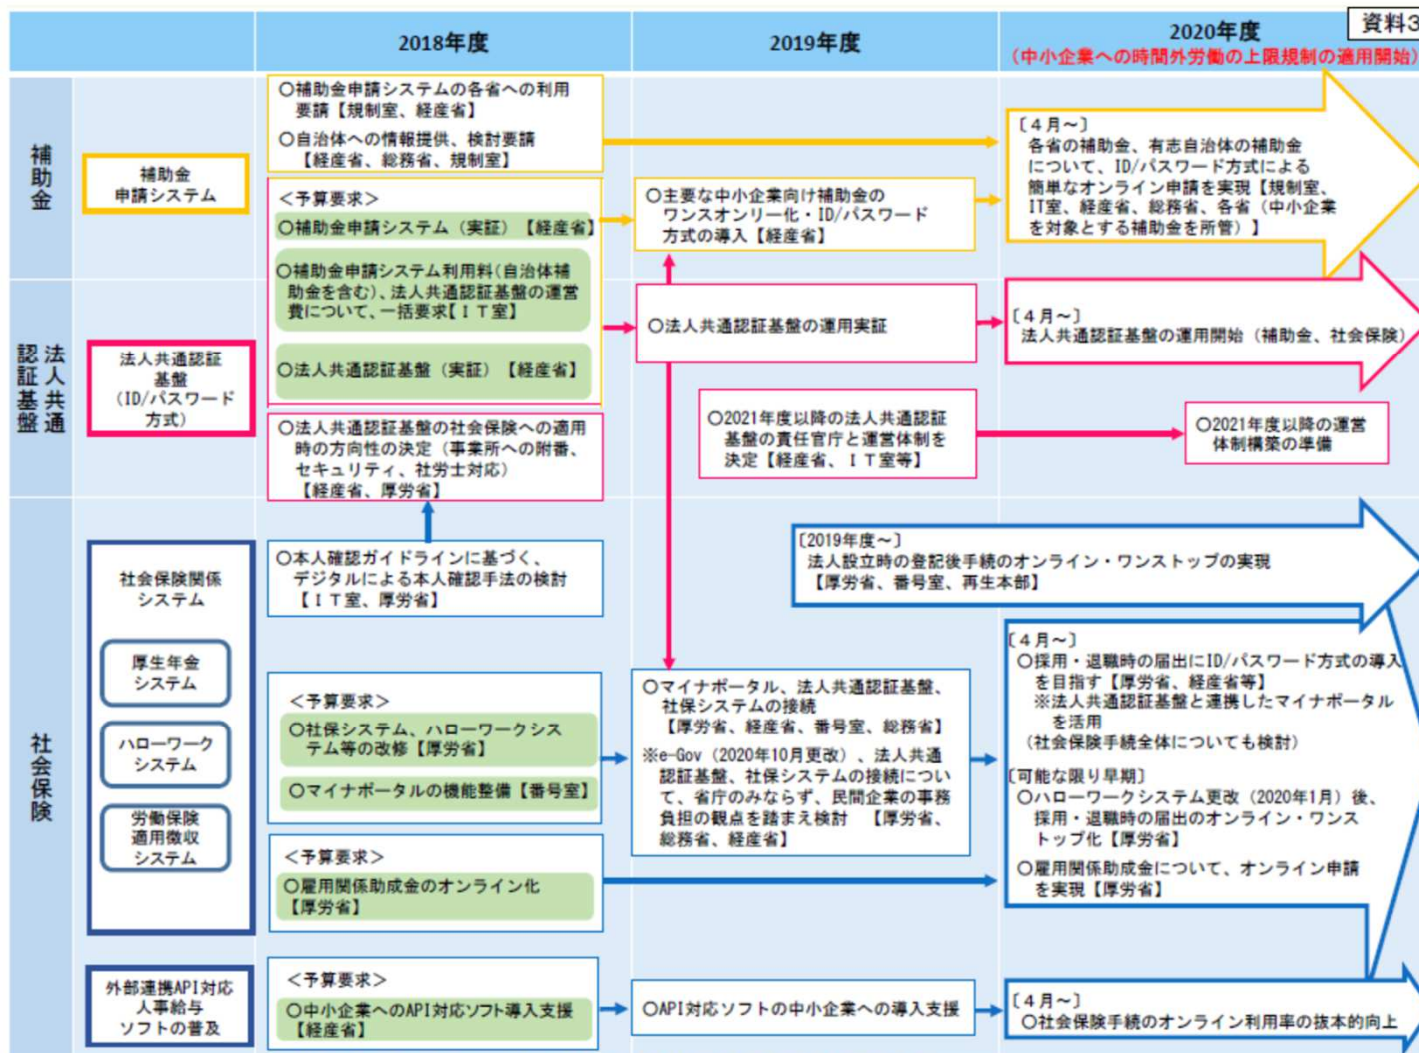 資料3
2018年度
2019年度
2020年度
(中小企業への時間外労働の上限規制の適用開始)
補助金
補助金
申請システム
〇補助金申請システムの各省への利用
要請【規制室、経産省】
〇自治体への情報提供、検討要請
【経産省、総務省、規制室】
＜予算要求＞
〇補助金申請システム（実証）【経産省】
〇補助金申請システム利用料(自治体補
助金を含む)、法人共通認証基盤の運営
費について、一括要求【ＩＴ室】
〇法人共通認証基盤（実証）【経産省】
〇主要な中小企業向け補助金の
ワンスオンリー化・ID/パスワード
方式の導入【経産省】
〔４月～〕
各省の補助金、有志自治体の補助金
について、ID/パスワード方式による
簡単なオンライン申請を実現【規制室、
IT室、経産省、総務省、各省（中小企業
を対象とする補助金を所管）】
法人共通
認証基盤
法人共通認証
基盤
(ID/パスワード
方式)
〇法人共通認証基盤の社会保険への適用
時の方向性の決定（事業所への附番、
セキュリティ、社労士対応）
【経産省、厚労省】
〇法人共通認証基盤の運用実証
〔４月～〕
法人共通認証基盤の運用開始（補助金、社会保険）
〇2021年度以降の法人共通認証
基盤の責任官庁と運営体制を
決定【経産省、ＩＴ室等】
〇2021年度以降の運営
体制構築の準備
社会保険
社会保険関係
システム
厚生年金
システム
ハローワーク
システム
労働保険
適用徴収
システム
〇本人確認ガイドラインに基づく、
デジタルによる本人確認手法の検討
【ＩＴ室、厚労省】
〔2019年度～〕
法人設立時の登記後手続のオンライン・ワンストップの実現
【厚労省、番号室、再生本部】
＜予算要求＞
〇社保システム、ハローワークシス
テム等の改修【厚労省】
〇マイナポータルの機能整備【番号室】
〇マイナポータル、法人共通認証基盤、
社保システムの接続
【厚労省、経産省、番号室、総務省】
※e-Gov（2020年10月更改）、法人共通
認証基盤、社保システムの接続につい
て、省庁のみならず、民間企業の事務
負担の観点を踏まえ検討　【厚労省、
総務省、経産省】
〔４月～〕
〇採用・退職時の届出にID/パスワード方式の導入
を目指す【厚労省、経産省等】
※法人共通認証基盤と連携したマイナポータル
を活用
（社会保険手続全体についても検討）
〔可能な限り早期〕
〇ハローワークシステム更改（2020年1月）後、
採用・退職時の届出のオンライン・ワンス
トップ化【厚労省】
〇雇用関係助成金について、オンライン申請
を実現【厚労省】
＜予算要求＞
〇雇用関係助成金のオンライン化
【厚労省】
外部連携API対応
人事給与
ソフトの普及
＜予算要求＞
〇中小企業へのAPI対応ソフト導入支援
【経産省】
〇API対応ソフトの中小企業への導入支援
〔４月～〕
〇社会保険手続のオンライン利用率の抜本的向上